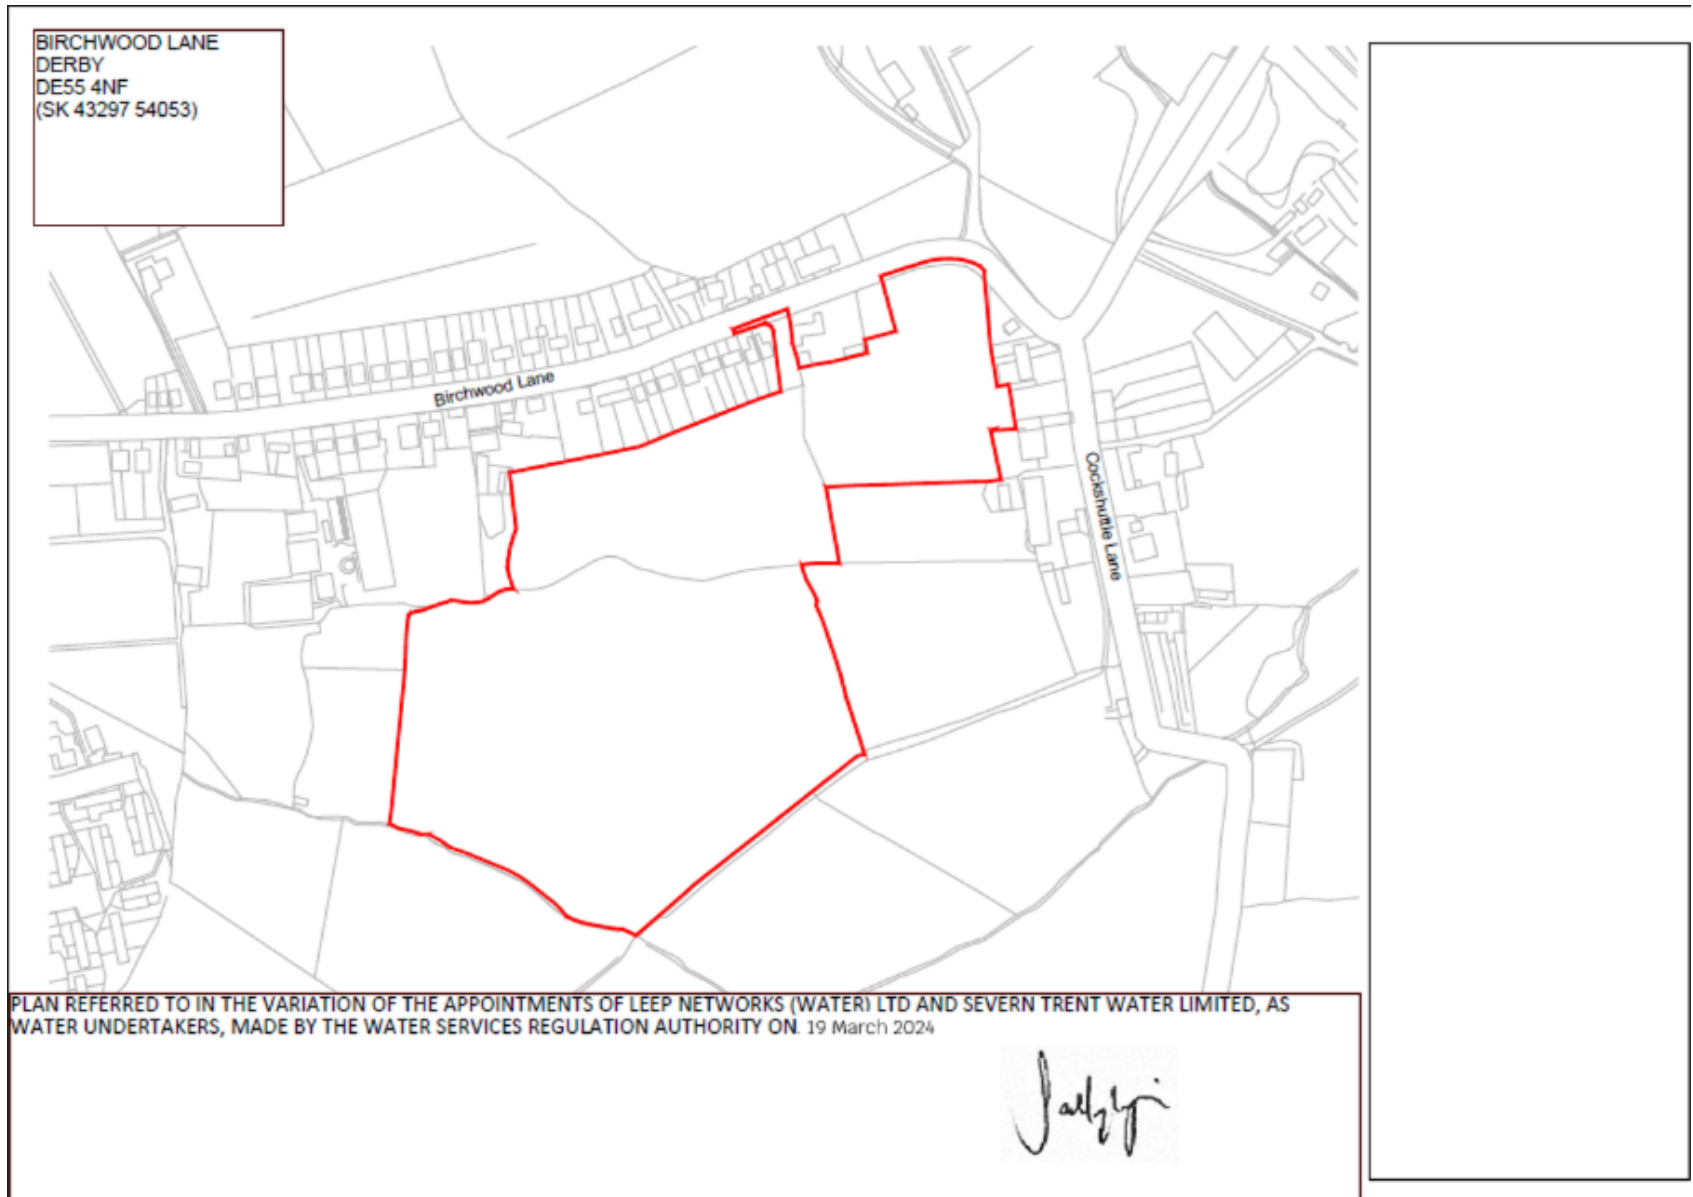 BIRCHWOOD LANE
DERBY
DE55 4NF
(SK 43297 54053)
Birchwood Lane
Cockshuttle Lane
PLAN REFERRED TO IN THE VARIATION OF THE APPOINTMENTS OF LEEP NETWORKS (WATER) LTD AND SEVERN TRENT WATER LIMITED, AS
WATER UNDERTAKERS, MADE BY THE WATER SERVICES REGULATION AUTHORITY ON. 19 March 2024